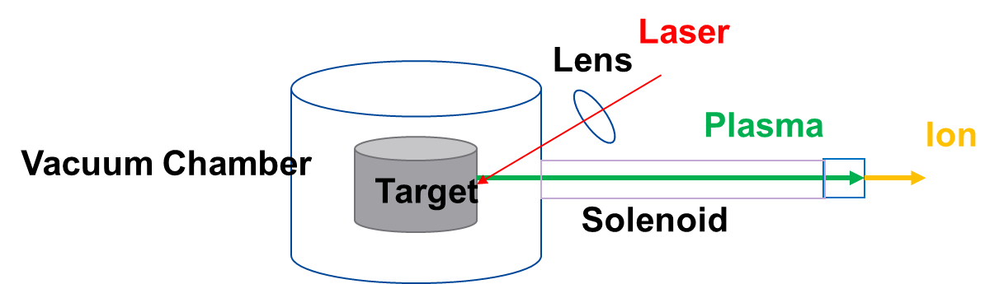 Laser
Lens
Plasma
Ion
Vacuum Chamber
Target
Solenoid